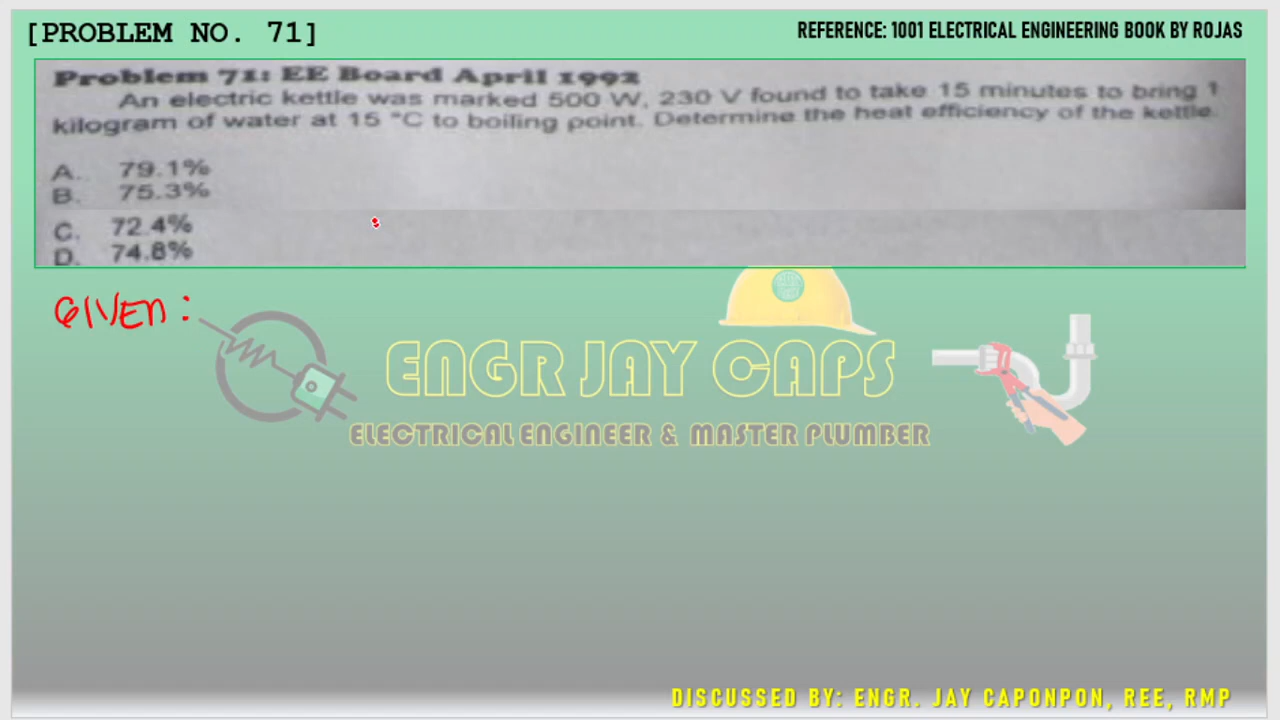 [PROBLEM NO. 71]
REFERENCE: 1001 ELECTRICAL ENGINEERING BOOK BY ROJAS
Problem 71: EE Board April 1992
An electric kettle was marked 500 W, 230 V found to take 15 minutes to bring 1
kilogram of water at 15 °C to boiling point. Determine the heat efficiency of the kettle.
A. 79.1%
B. 75.3%
C. 72.4%
D. 74.8%
GIVEN:
ENGR JAY CAPS
ELECTRICAL ENGINEER & MASTER PLUMBER
DISCUSSED BY: ENGR. JAY CAPONPON, REE, RMP